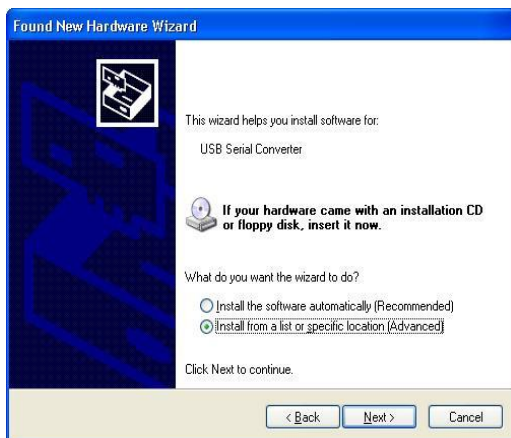 Found New Hardware Wizard
This wizard helps you install software for:
USB Serial Converter
If your hardware came with an installation CD
or floppy disk, insert it now.
What do you want the wizard to do?
Install the software automatically (Recommended)
Install from a list or specific location (Advanced)
Click Next to continue.
< Back
Next >
Cancel